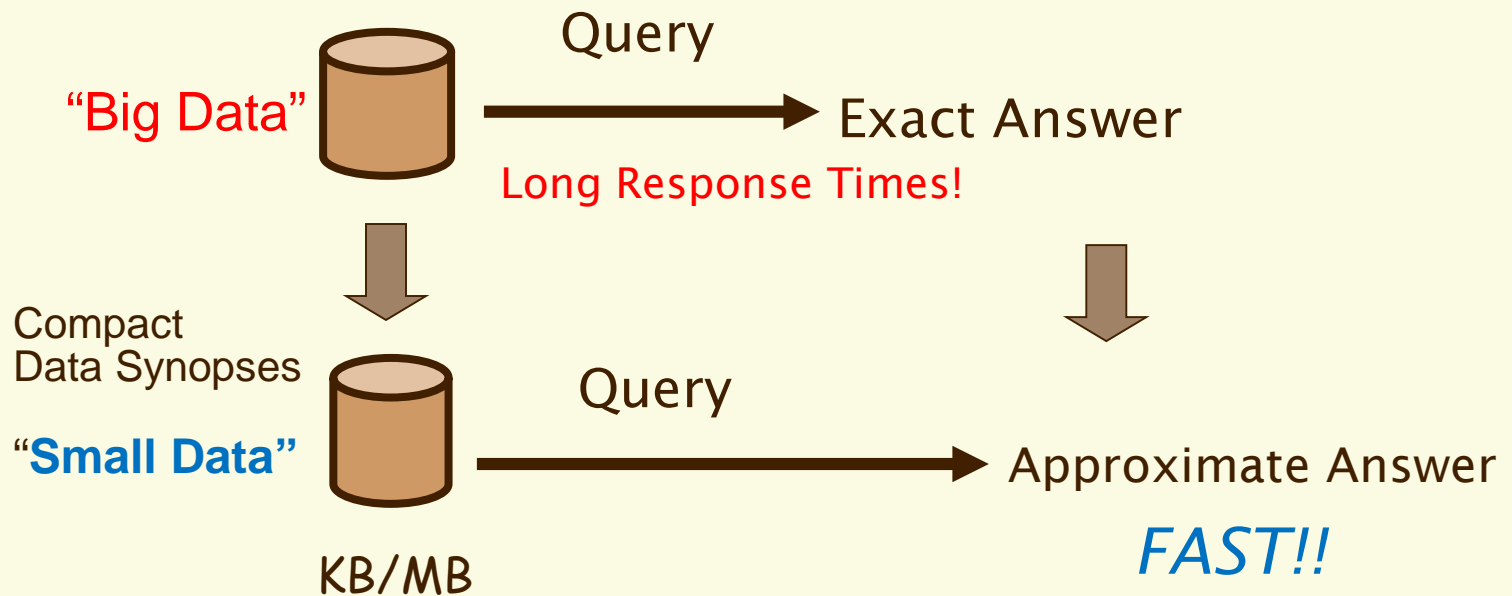 Query
“Big Data”
Exact Answer
Long Response Times!
Compact
Data Synopses
Query
“Small Data”
Approximate Answer
FAST!!
KB/MB